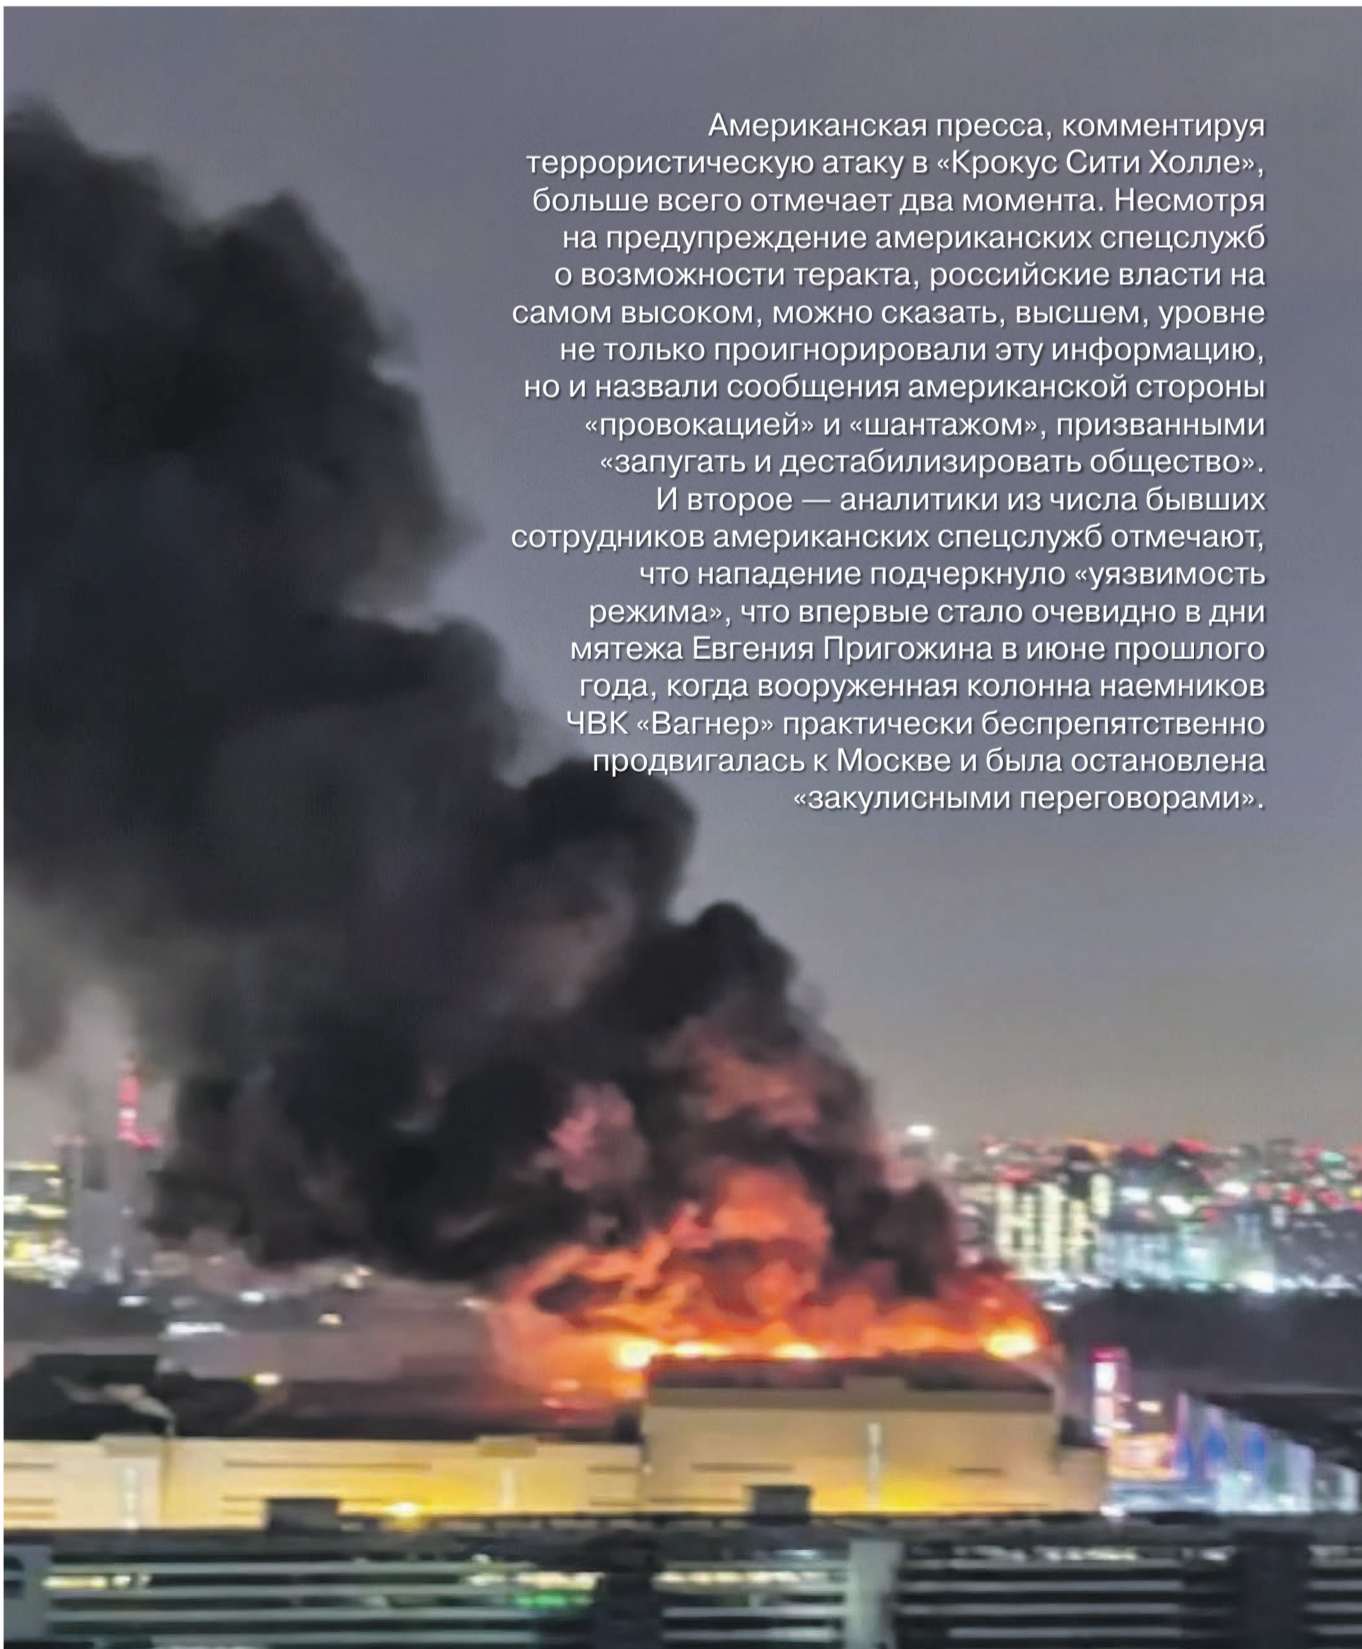 Американская пресса, комментируя
террористическую атаку в «Крокус Сити Холле»,
больше всего отмечает два момента. Несмотря
на предупреждение американских спецслужб
о возможности теракта, российские власти на
самом высоком, можно сказать, высшем, уровне
не только проигнорировали эту информацию,
но и назвали сообщения американской стороны
«провокацией» и «шантажом», призванными
«запугать и дестабилизировать общество».
И второе — аналитики из числа бывших
сотрудников американских спецслужб отмечают,
что нападение подчеркнуло «уязвимость
режима», что впервые стало очевидно в дни
мятежа Евгения Пригожина в июне прошлого
года, когда вооруженная колонна наемников
ЧВК «Вагнер» практически беспрепятственно
продвигалась к Москве и была остановлена
«закулисными переговорами».